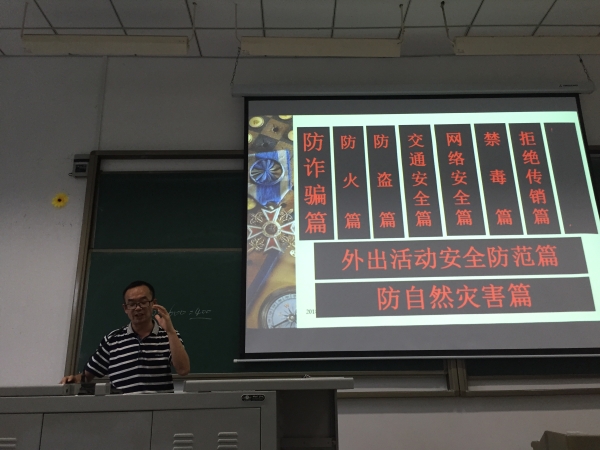 防诈骗篇
防火篇
防盗篇
交通安全篇
网络安全篇
禁毒篇
拒绝传销篇
外出活动安全防范篇
防自然灾害篇
201